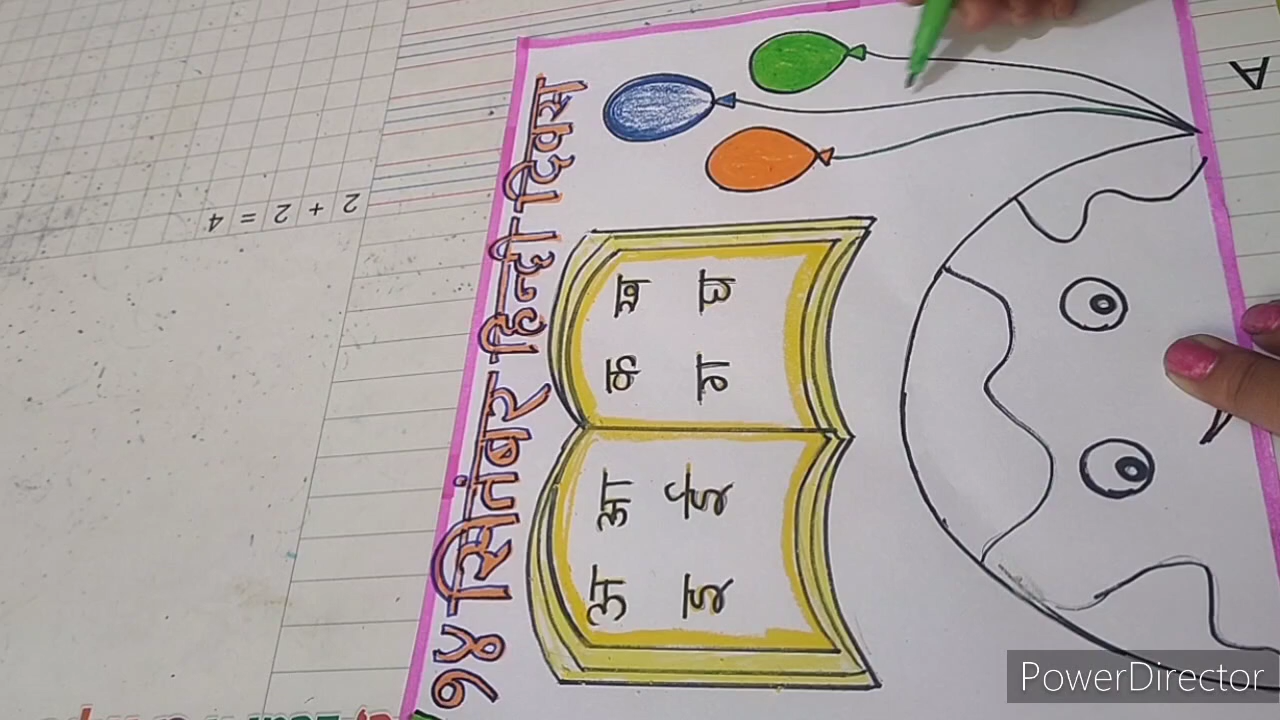 १४ सितंबर हिन्दी दिवस
अ आ
इ ई
क ख
ग घ
2 + 2 = 4
A
PowerDirector